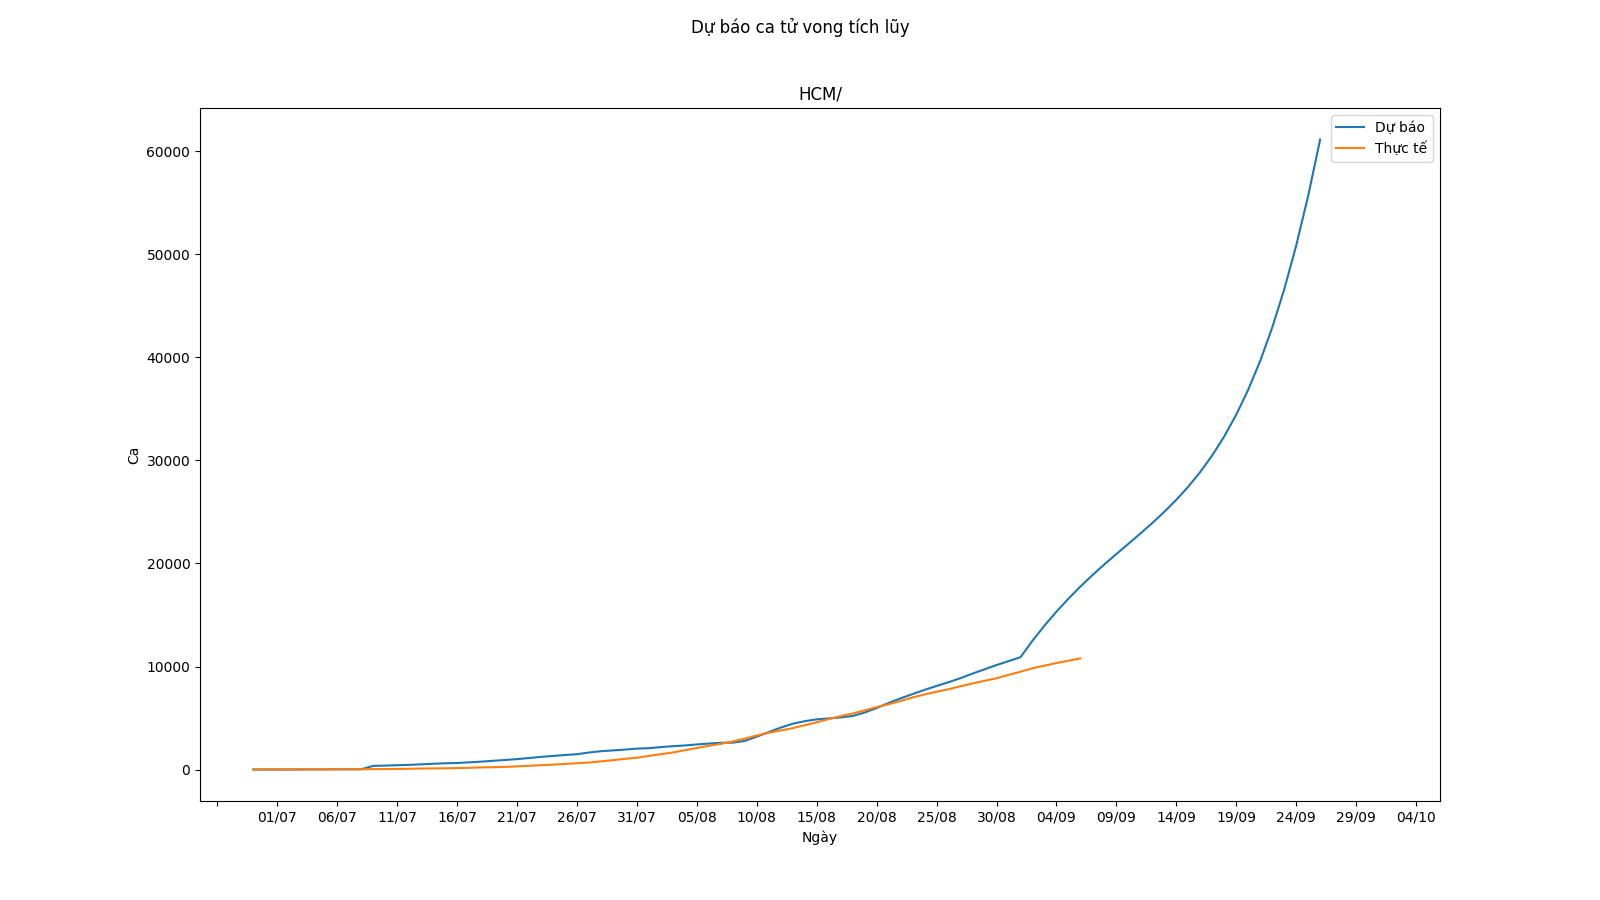 Dự báo ca tử vong tích lũy
HCM/
Dự báo
Thực tế
60000
50000
40000
30000
20000
10000
0
Ca
01/07 06/07 11/07 16/07 21/07 26/07 31/07 05/08 10/08 15/08 20/08 25/08 30/08 04/09 09/09 14/09 19/09 24/09 29/09 04/10
Ngày